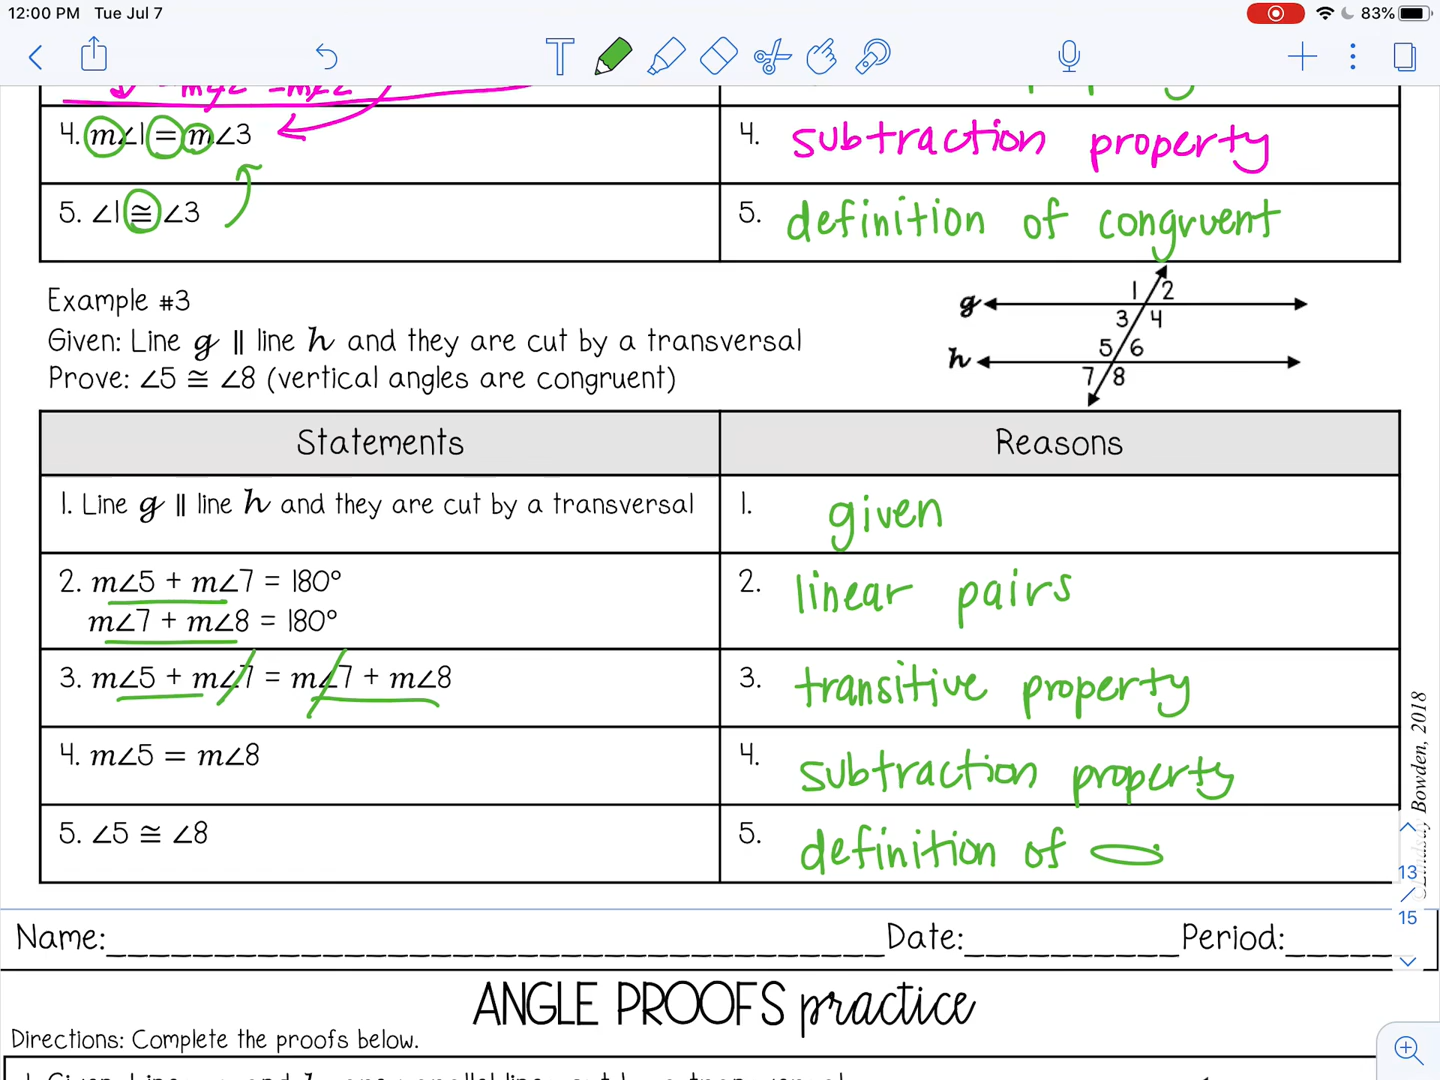 12:00 PM Tue Jul 7
83%
4. m∠1 = m∠3
4. subtraction property
5. ∠1 ≅ ∠3
5. definition of congruent
Example #3
Given: Line g ∥ line h and they are cut by a transversal
Prove: ∠5 ≅ ∠8 (vertical angles are congruent)
1 2
g
3 4
5 6
h
7 8
Statements
Reasons
1. Line g ∥ line h and they are cut by a transversal
1. given
2. m∠5 + m∠7 = 180°
m∠7 + m∠8 = 180°
2. linear pairs
3. m∠5 + m∠7 = m∠7 + m∠8
3. transitive property
4. m∠5 = m∠8
4. subtraction property
5. ∠5 ≅ ∠8
5. definition of
Bowden, 2018
13
15
Name: Date: Period:
ANGLE PROOFS practice
Directions: Complete the proofs below.